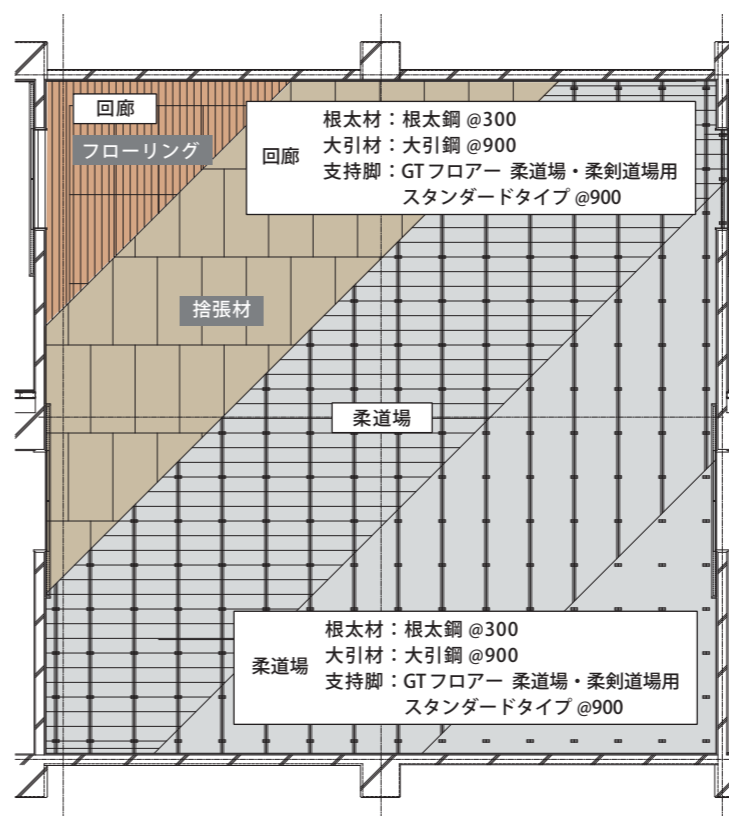 回廊
フローリング
回廊
根太材：根太鋼 @300
大引材：大引鋼 @900
支持脚：GTフロアー 柔道場・柔剣道場用
スタンダードタイプ @900
捨張材
柔道場
柔道場
根太材：根太鋼 @300
大引材：大引鋼 @900
支持脚：GTフロアー 柔道場・柔剣道場用
スタンダードタイプ @900